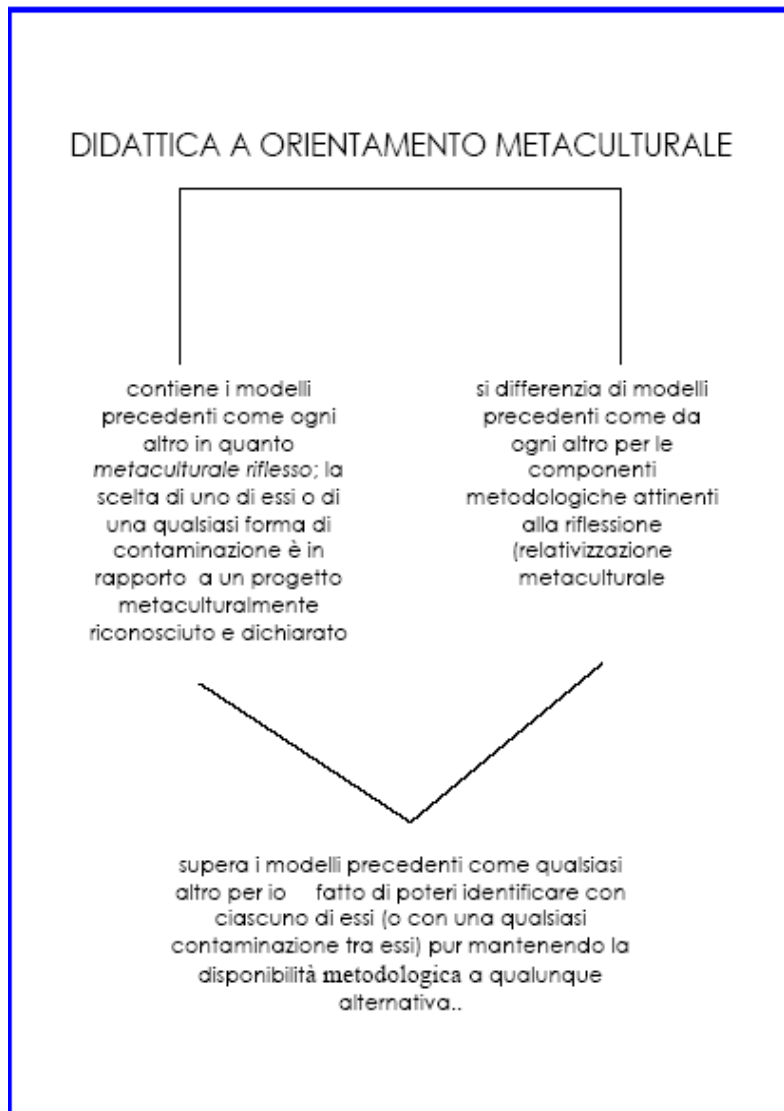 DIDATTICA A ORIENTAMENTO METACULTURALE
contiene i modelli
precedenti come ogni
altro in quanto
metaculturale riflesso; la
scelta di uno di essi o di
una qualsiasi forma di
contaminazione è in
rapporto a un progetto
metaculturalmente
riconosciuto e dichiarato
si differenzia di modelli
precedenti come da
ogni altro per le
componenti
metodologiche attinenti
alla riflessione
(relativizzazione
metaculturale
supera i modelli precedenti come qualsiasi
altro per io fatto di poteri identificare con
ciascuno di essi (o con una qualsiasi
contaminazione tra essi) pur mantenendo la
disponibilità metodologica a qualunque
alternativa..